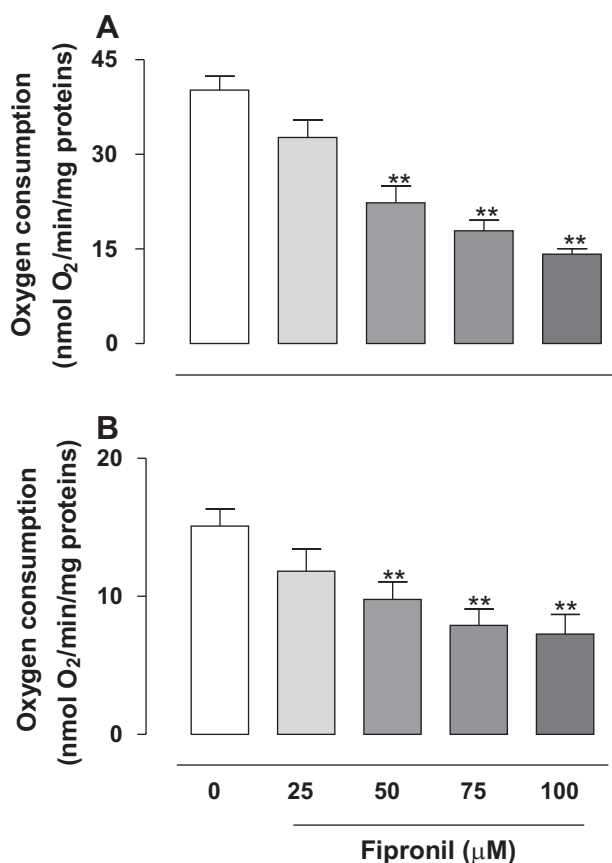 A
Oxygen consumption
(nmol O₂/min/mg proteins)
45
30
15
0
**
**
**
B
Oxygen consumption
(nmol O₂/min/mg proteins)
20
10
0
**
**
**
0 25 50 75 100
Fipronil (μM)